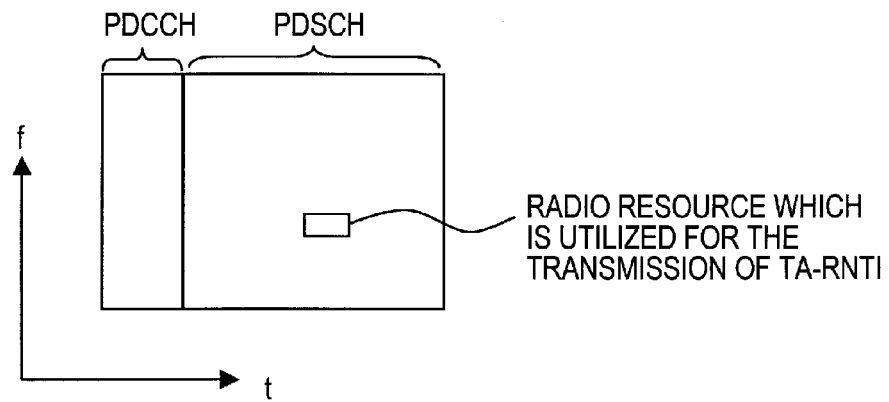 PDCCH PDSCH
f
RADIO RESOURCE WHICH
IS UTILIZED FOR THE
TRANSMISSION OF TA-RNTI
t